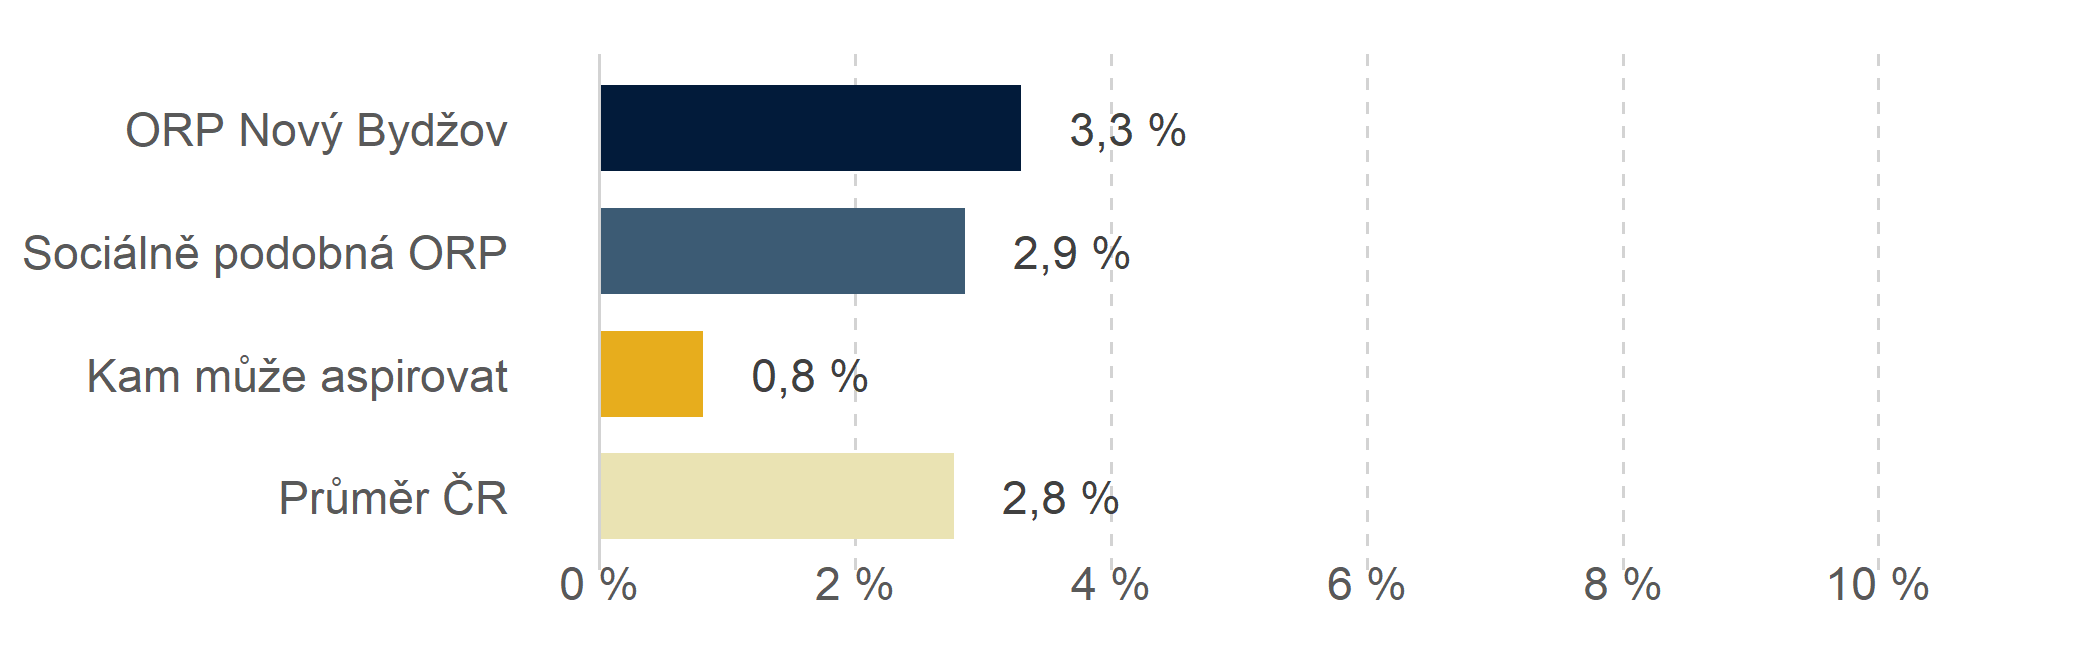 ORP Nový Bydžov 3,3 %
Sociálně podobná ORP 2,9 %
Kam může aspirovat 0,8 %
Průměr ČR 2,8 %
0 % 2 % 4 % 6 % 8 % 10 %